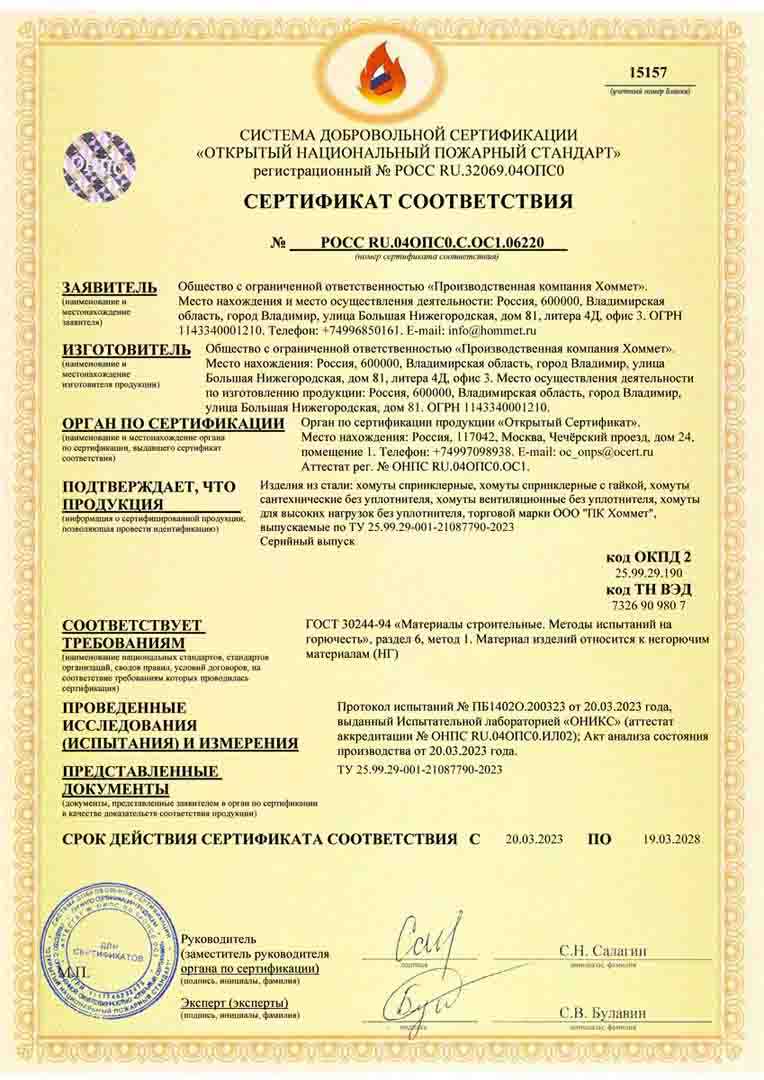 15157
(учетный номер бланка)
ОНПС
СИСТЕМА ДОБРОВОЛЬНОЙ СЕРТИФИКАЦИИ
«ОТКРЫТЫЙ НАЦИОНАЛЬНЫЙ ПОЖАРНЫЙ СТАНДАРТ»
регистрационный № РОСС RU.32069.04ОПС0
СЕРТИФИКАТ СООТВЕТСТВИЯ
№ РОСС RU.04ОПС0.С.ОС1.06220
(номер сертификата соответствия)
ЗАЯВИТЕЛЬ
(наименование и
местонахождение
заявителя)
Общество с ограниченной ответственностью «Производственная компания Хоммет».
Место нахождения и место осуществления деятельности: Россия, 600000, Владимирская
область, город Владимир, улица Большая Нижегородская, дом 81, литера 4Д, офис 3. ОГРН
1143340001210. Телефон: +74996850161. E-mail: info@hommet.ru
ИЗГОТОВИТЕЛЬ
(наименование и
местонахождение
изготовителя продукции)
Общество с ограниченной ответственностью «Производственная компания Хоммет».
Место нахождения: Россия, 600000, Владимирская область, город Владимир, улица
Большая Нижегородская, дом 81, литера 4Д, офис 3. Место осуществления деятельности
по изготовлению продукции: Россия, 600000, Владимирская область, город Владимир,
улица Большая Нижегородская, дом 81. ОГРН 1143340001210.
ОРГАН ПО СЕРТИФИКАЦИИ
(наименование и местонахождение органа
по сертификации, выдавшего сертификат
соответствия)
Орган по сертификации продукции «Открытый Сертификат».
Место нахождения: Россия, 117042, Москва, Чечёрский проезд, дом 24,
помещение 1. Телефон: +74997098938. E-mail: oc_onps@ocert.ru
Аттестат рег. № ОНПС RU.04ОПС0.ОС1.
ПОДТВЕРЖДАЕТ, ЧТО
ПРОДУКЦИЯ
(информация о сертифицированной продукции,
позволяющая провести идентификацию)
Изделия из стали: хомуты спринклерные, хомуты спринклерные с гайкой, хомуты
сантехнические без уплотнителя, хомуты вентиляционные без уплотнителя, хомуты
для высоких нагрузок без уплотнителя, торговой марки ООО "ПК Хоммет",
выпускаемые по ТУ 25.99.29-001-21087790-2023
Серийный выпуск
код ОКПД 2
25.99.29.190
код ТН ВЭД
7326 90 980 7
СООТВЕТСТВУЕТ
ТРЕБОВАНИЯМ
(наименование национальных стандартов, стандартов
организаций, сводов правил, условий договоров, на
соответствие требованиям которых проводилась
сертификация)
ГОСТ 30244-94 «Материалы строительные. Методы испытаний на
горючесть», раздел 6, метод 1. Материал изделий относится к негорючим
материалам (НГ)
ПРОВЕДЕННЫЕ
ИССЛЕДОВАНИЯ
(ИСПЫТАНИЯ) И ИЗМЕРЕНИЯ
Протокол испытаний № ПБ1402О.200323 от 20.03.2023 года,
выданный Испытательной лабораторией «ОНИКС» (аттестат
аккредитации № ОНПС RU.04ОПС0.ИЛ02); Акт анализа состояния
производства от 20.03.2023 года.
ПРЕДСТАВЛЕННЫЕ
ДОКУМЕНТЫ
(документы, представленные заявителем в орган по сертификации
в качестве доказательств соответствия продукции)
ТУ 25.99.29-001-21087790-2023
СРОК ДЕЙСТВИЯ СЕРТИФИКАТА СООТВЕТСТВИЯ С 20.03.2023 ПО 19.03.2028
ДЛЯ
СЕРТИФИКАТОВ
М.П.
Руководитель
(заместитель руководителя
органа по сертификации)
(подпись, инициалы, фамилия)
подпись
С.Н. Салагин
инициалы, фамилия
Эксперт (эксперты)
(подпись, инициалы, фамилия)
подпись
С.В. Булавин
инициалы, фамилия